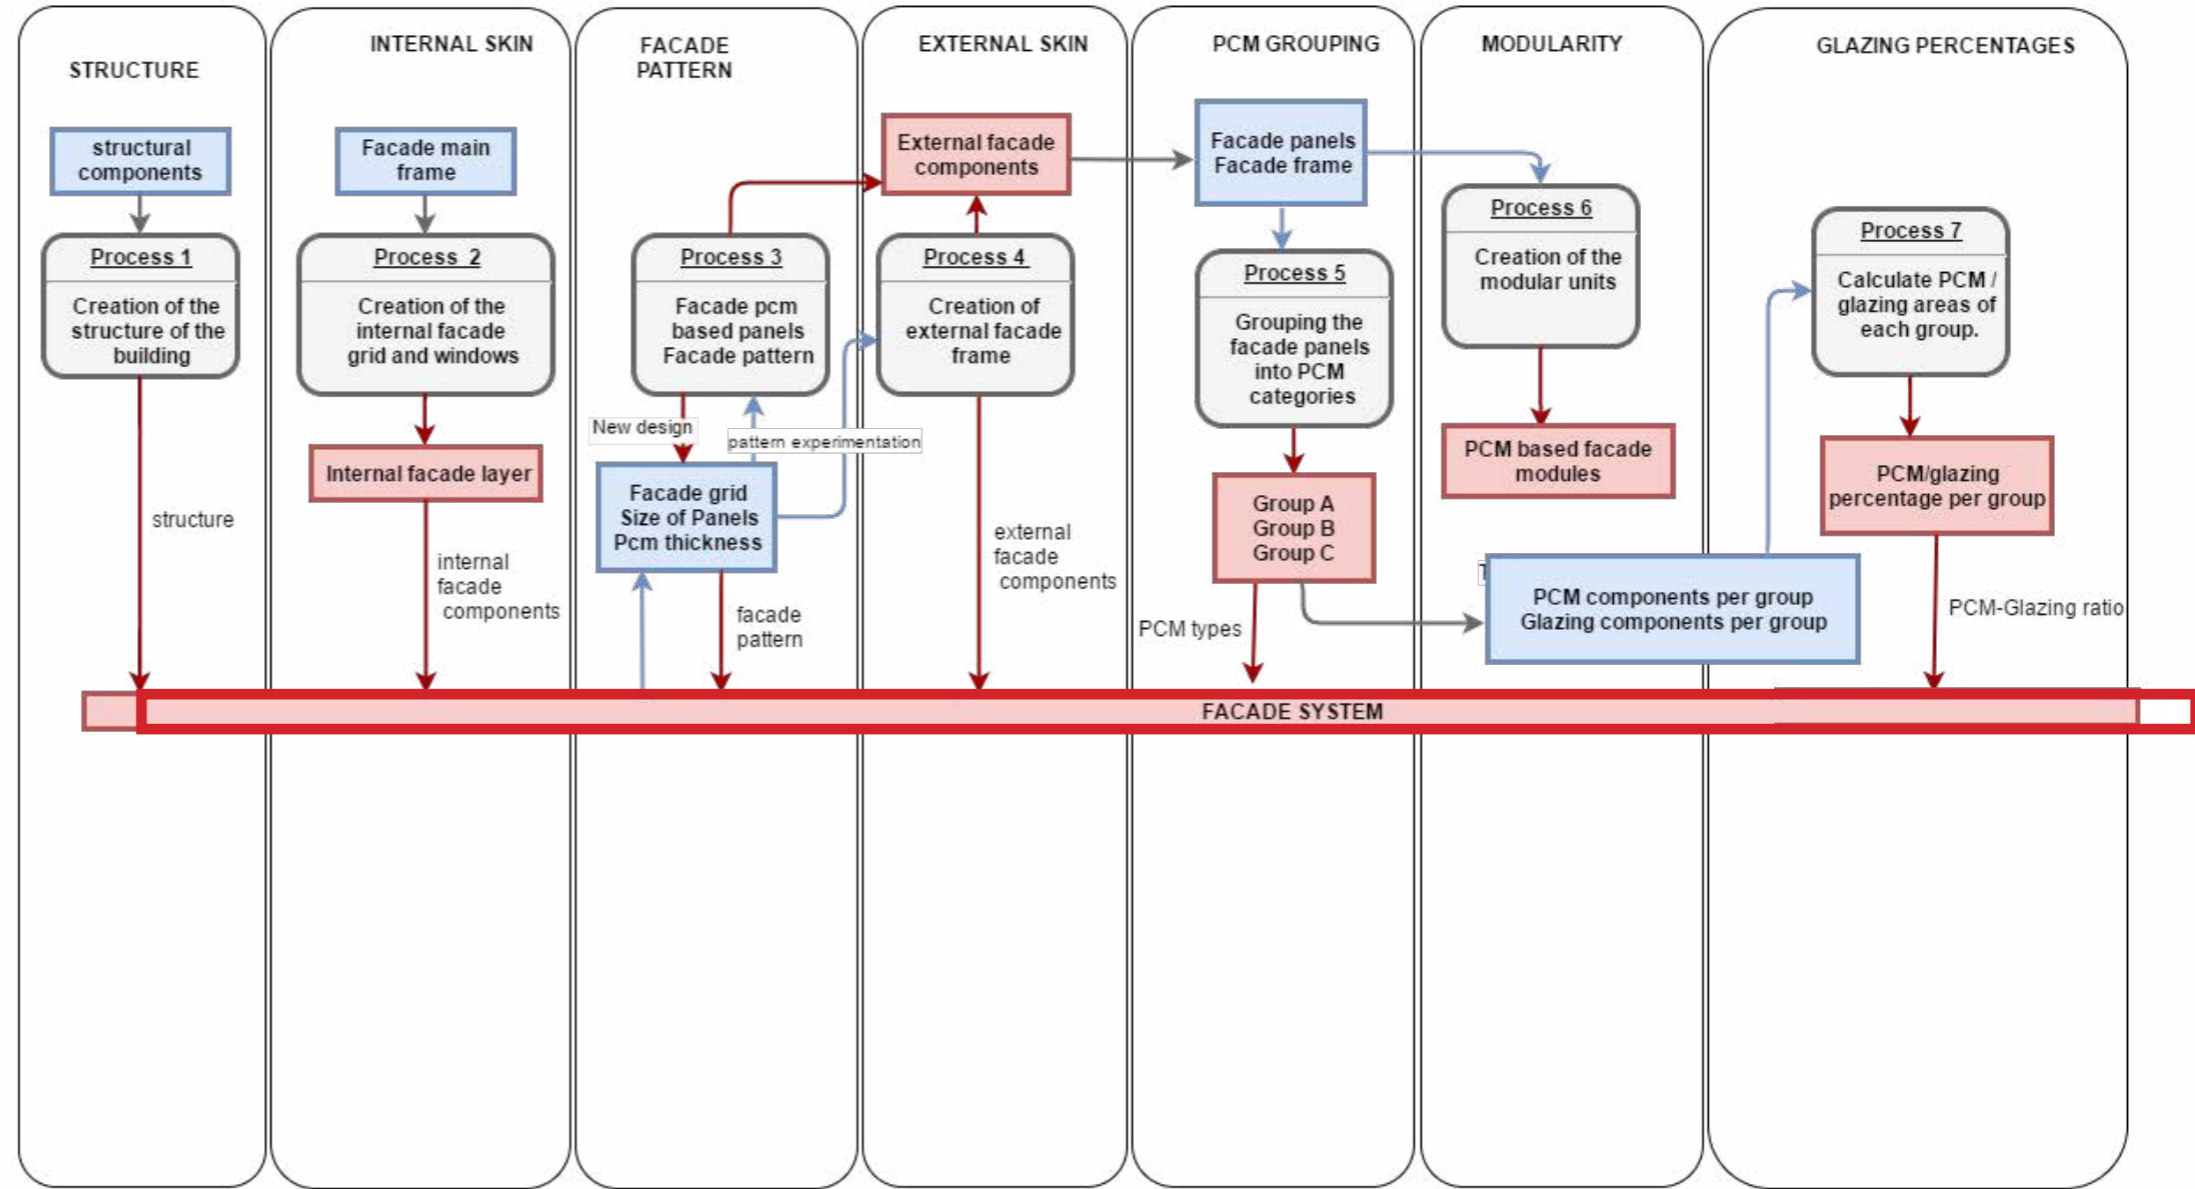 STRUCTURE
INTERNAL SKIN
FACADE
PATTERN
EXTERNAL SKIN
PCM GROUPING
MODULARITY
GLAZING PERCENTAGES
structural
components
Process 1
Creation of the
structure of the
building
structure
Facade main
frame
Process 2
Creation of the
internal facade
grid and windows
Internal facade layer
internal
facade
components
Process 3
Facade pcm
based panels
Facade pattern
New design
pattern experimentation
Facade grid
Size of Panels
Pcm thickness
facade
pattern
External facade
components
Process 4
Creation of
external facade
frame
external
facade
components
Facade panels
Facade frame
Process 5
Grouping the
facade panels
into PCM
categories
Group A
Group B
Group C
PCM types
Process 6
Creation of the
modular units
PCM based facade
modules
PCM components per group
Glazing components per group
Process 7
Calculate PCM /
glazing areas of
each group.
PCM/glazing
percentage per group
PCM-Glazing ratio
FACADE SYSTEM